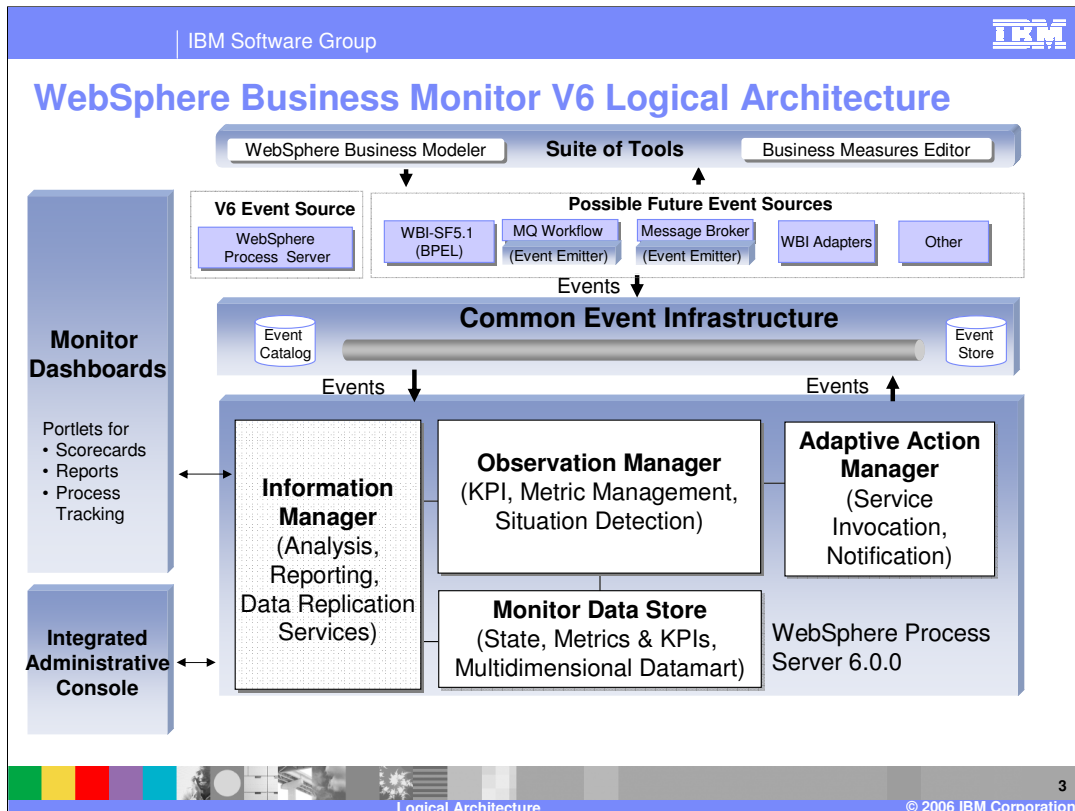 IBM Software Group
IBM
WebSphere Business Monitor V6 Logical Architecture
WebSphere Business Modeler
Suite of Tools
Business Measures Editor
V6 Event Source
WebSphere
Process Server
Possible Future Event Sources
WBI-SF5.1
(BPEL)
MQ Workflow
(Event Emitter)
Message Broker
(Event Emitter)
WBI Adapters
Other
Events
Common Event Infrastructure
Event
Catalog
Event
Store
Events
Events
Monitor
Dashboards
Portlets for
• Scorecards
• Reports
• Process
Tracking
Information
Manager
(Analysis,
Reporting,
Data Replication
Services)
Observation Manager
(KPI, Metric Management,
Situation Detection)
Adaptive Action
Manager
(Service
Invocation,
Notification)
Monitor Data Store
(State, Metrics & KPIs,
Multidimensional Datamart)
WebSphere Process
Server 6.0.0
Integrated
Administrative
Console
3
Logical Architecture
© 2006 IBM Corporation